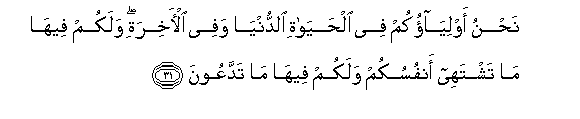 نَحْنُ أَوْلِيَآؤُكُمْ فِى ٱلْحَيَوٰةِ ٱلدُّنْيَا وَفِى ٱلْأَخِرَةِ ۖ وَلَكُمْ فِيهَا
مَا تَشْتَهِىٓ أَنفُسُكُمْ وَلَكُمْ فِيهَا مَا تَدَّعُونَ ٣١